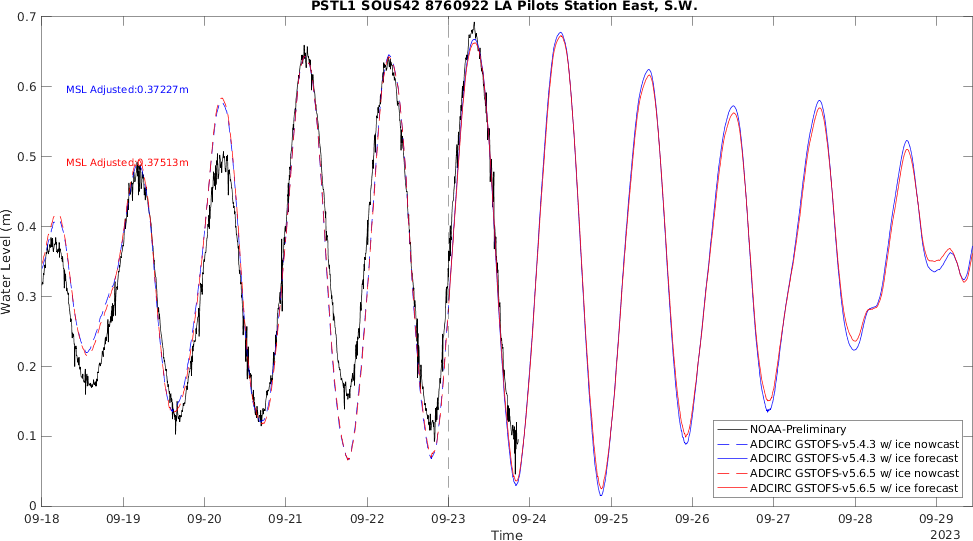 PSTL1 SOUS42 8760922 LA Pilots Station East, S.W.
0.7
0.6
0.5
0.4
0.3
0.2
0.1
0
Water Level (m)
MSL Adjusted:0.37227m
MSL Adjusted:0.37513m
NOAA-Preliminary
ADCIRC GSTOFS-v5.4.3 w/ ice nowcast
ADCIRC GSTOFS-v5.4.3 w/ ice forecast
ADCIRC GSTOFS-v5.6.5 w/ ice nowcast
ADCIRC GSTOFS-v5.6.5 w/ ice forecast
09-18 09-19 09-20 09-21 09-22 09-23 09-24 09-25 09-26 09-27 09-28 09-29
Time
2023